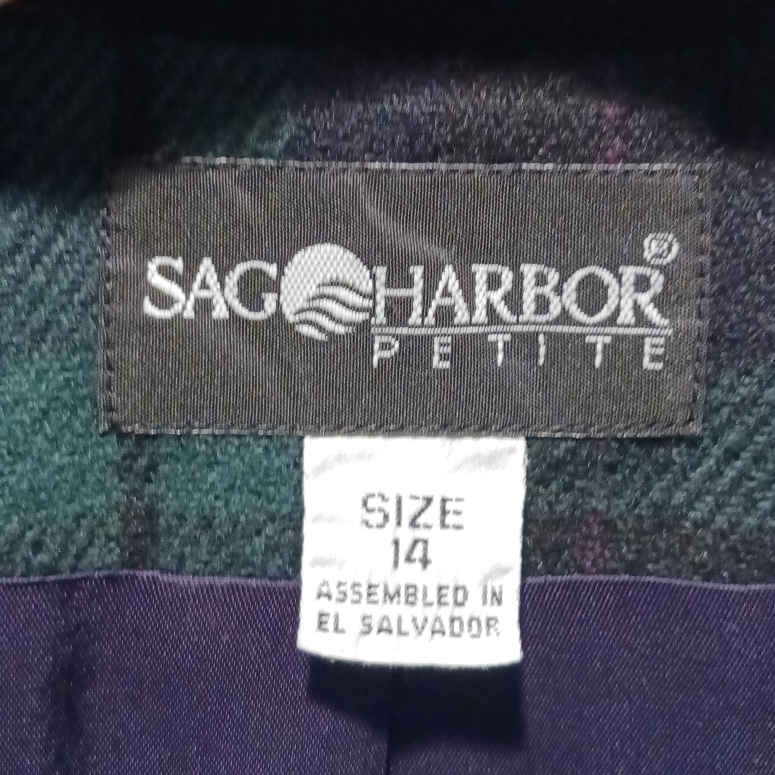 SAG HARBOR®
PETITE
SIZE
14
ASSEMBLED IN
EL SALVADOR